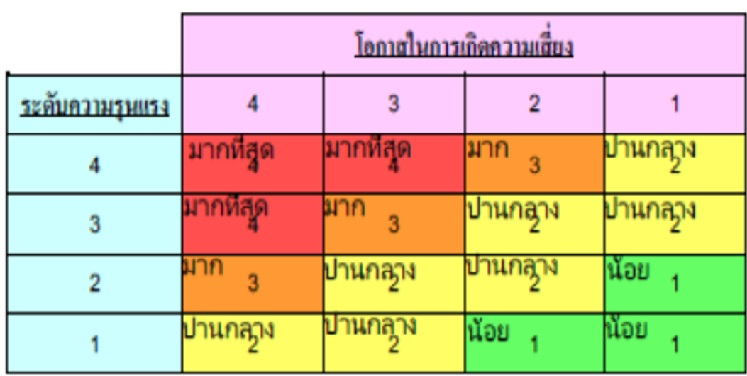 โอกาสในการเกิดความเสี่ยง
ระดับความรุนแรง 4 3 2 1
4 มากที่สุด 4 มากที่สุด 4 มาก 3 ปานกลาง 2
3 มากที่สุด 4 มาก 3 ปานกลาง 2 ปานกลาง 2
2 มาก 3 ปานกลาง 2 ปานกลาง 2 น้อย 1
1 ปานกลาง 2 ปานกลาง 2 น้อย 1 น้อย 1